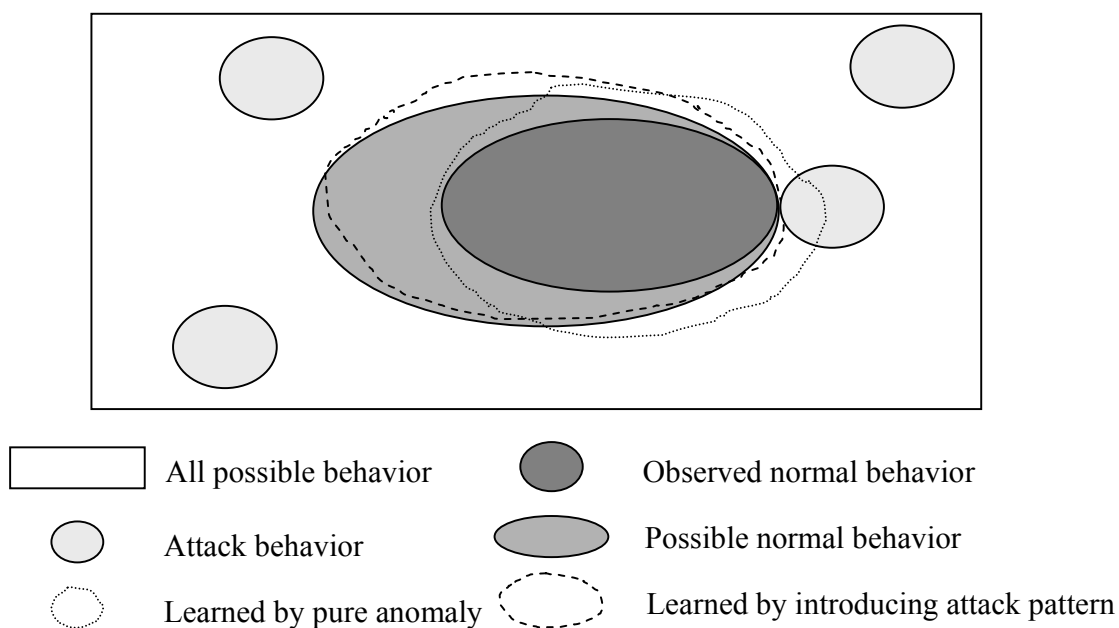 All possible behavior
Observed normal behavior
Attack behavior
Possible normal behavior
Learned by pure anomaly
Learned by introducing attack pattern